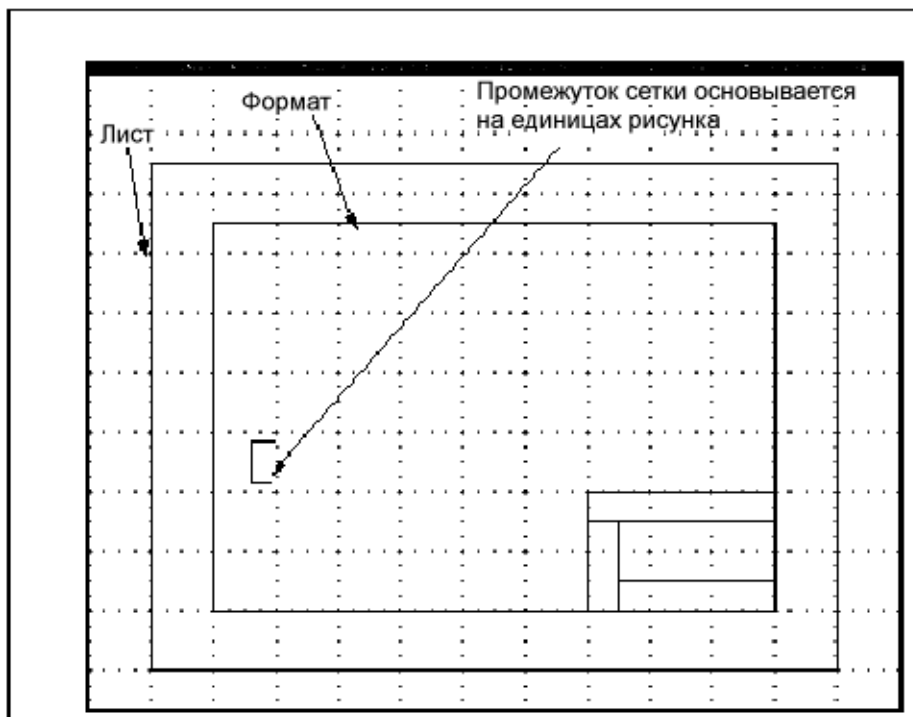 Формат
Промежуток сетки основывается
на единицах рисунка
Лист